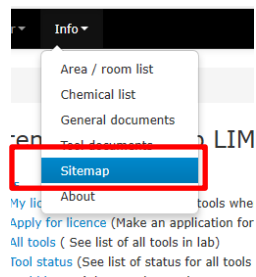 Info
Area / room list
Chemical list
General documents
Tool documents
LIM
Sitemap
About
My lic
tools whe
Apply for licence (Make an application for
All tools ( See list of all tools in lab)
Tool status (See list of status for all tools